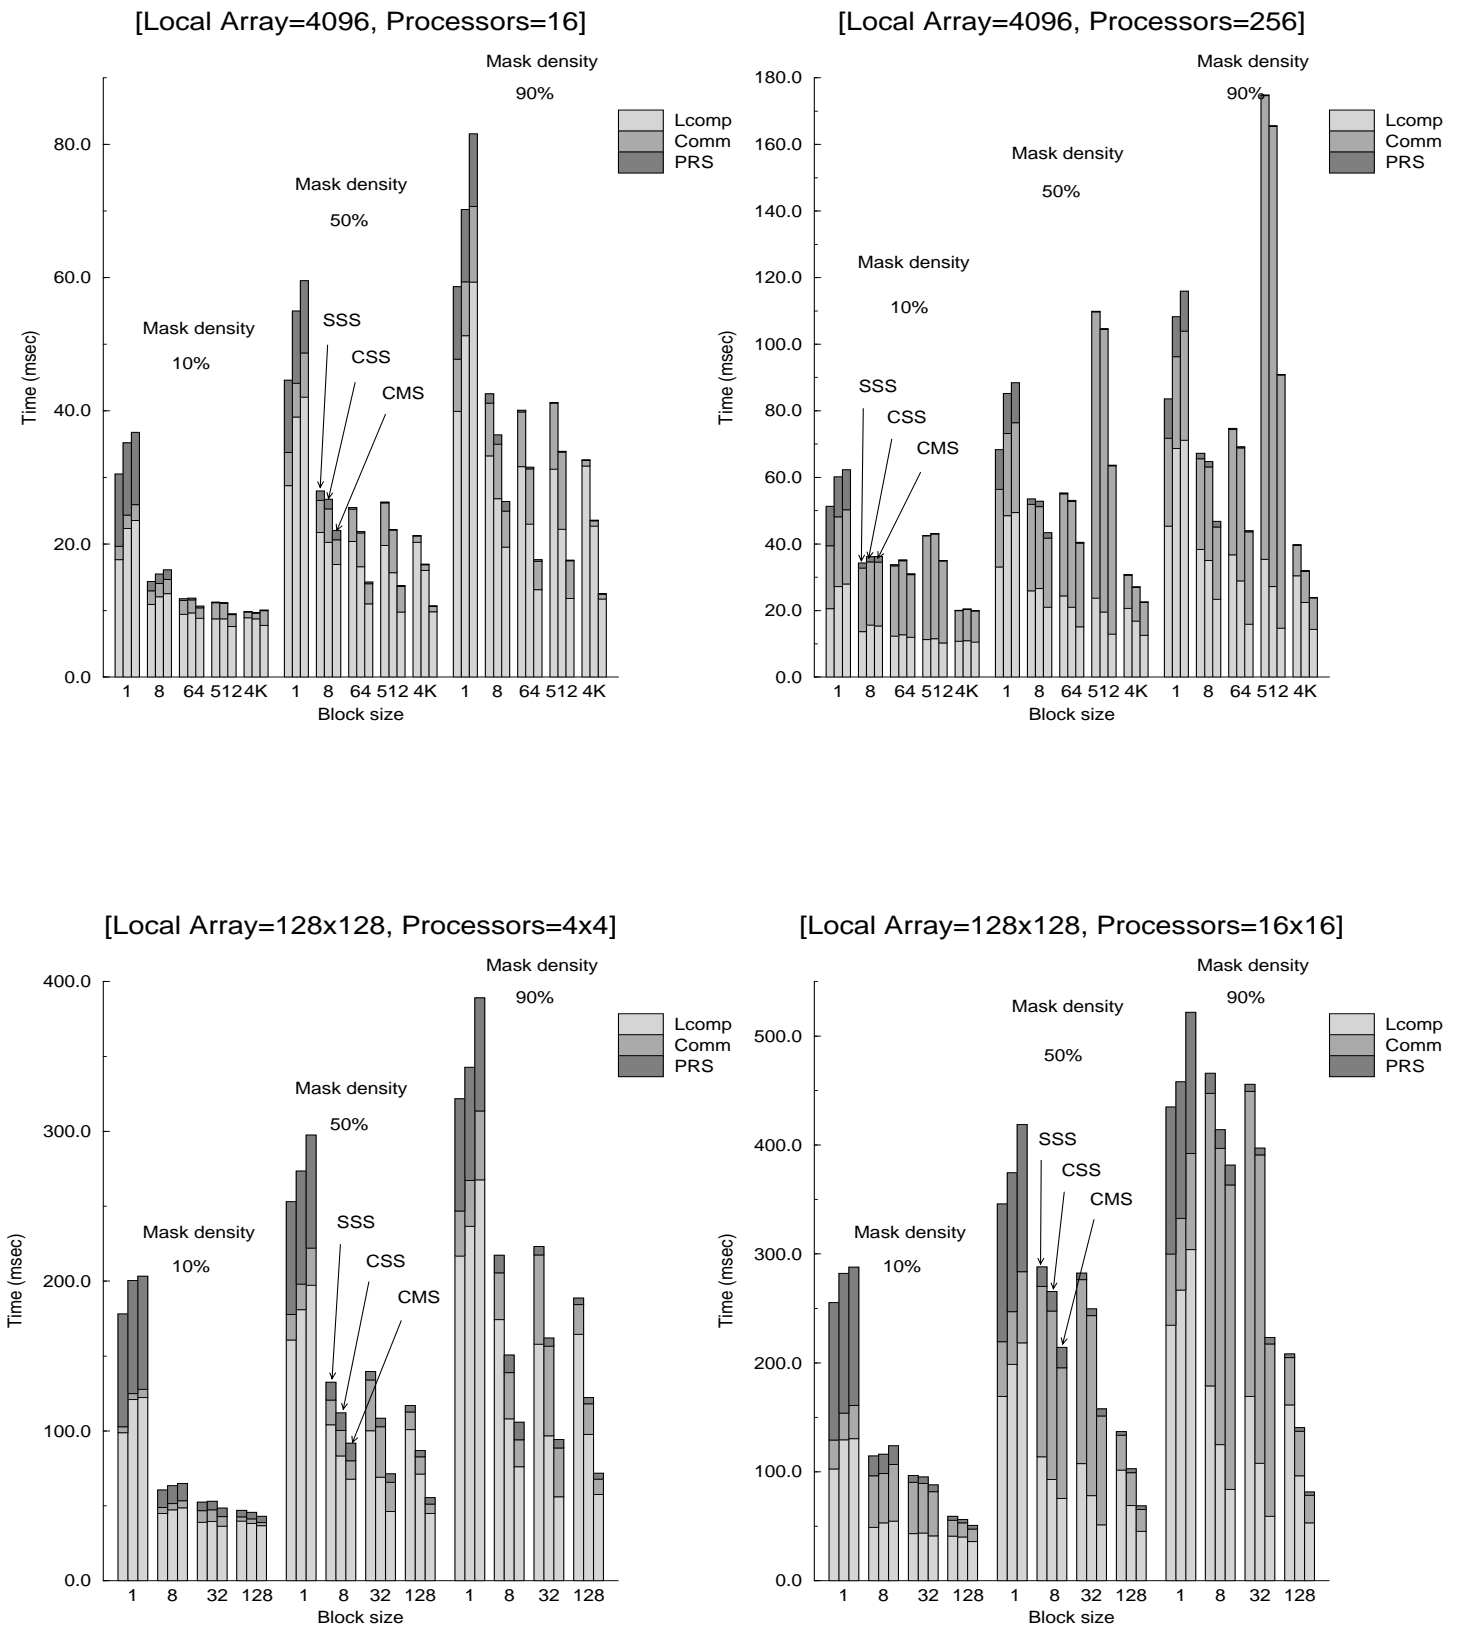 [Local Array=4096, Processors=16]
Mask density
90%
Lcomp
Comm
PRS
Mask density
50%
Mask density
10%
SSS
CSS
CMS
Time (msec)
80.0
60.0
40.0
20.0
0.0
1 8 64 512 4K 1 8 64 512 4K 1 8 64 512 4K
Block size
[Local Array=4096, Processors=256]
Mask density
90%
Lcomp
Comm
PRS
Mask density
50%
Mask density
10%
SSS
CSS
CMS
Time (msec)
180.0
160.0
140.0
120.0
100.0
80.0
60.0
40.0
20.0
0.0
1 8 64 512 4K 1 8 64 512 4K 1 8 64 512 4K
Block size
[Local Array=128x128, Processors=4x4]
Mask density
90%
Lcomp
Comm
PRS
Mask density
50%
Mask density
10%
SSS
CSS
CMS
Time (msec)
400.0
300.0
200.0
100.0
0.0
1 8 32 128 1 8 32 128 1 8 32 128
Block size
[Local Array=128x128, Processors=16x16]
Mask density
90%
Lcomp
Comm
PRS
Mask density
50%
Mask density
10%
SSS
CSS
CMS
Time (msec)
500.0
400.0
300.0
200.0
100.0
0.0
1 8 32 128 1 8 32 128 1 8 32 128
Block size